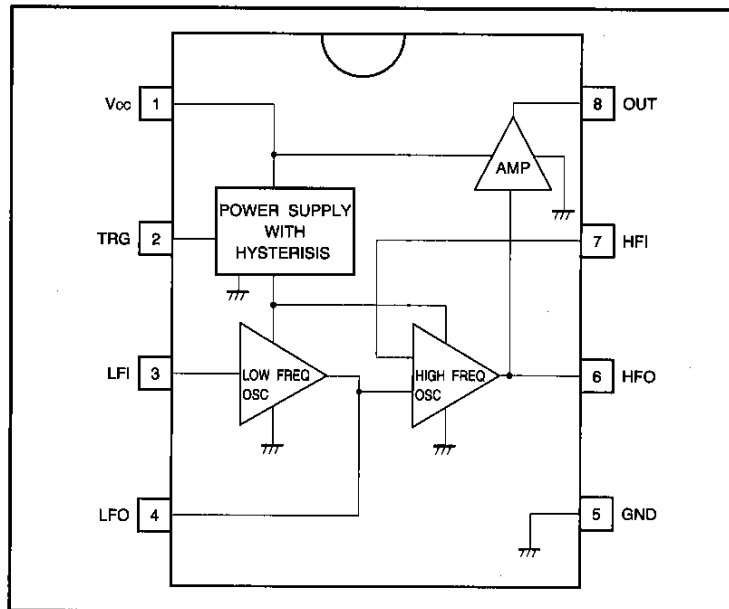 Vcc 1
8 OUT
AMP
POWER SUPPLY
WITH
HYSTERISIS
TRG 2
7 HFI
LFI 3
LOW FREQ
OSC
HIGH FREQ
OSC
6 HFO
LFO 4
5 GND